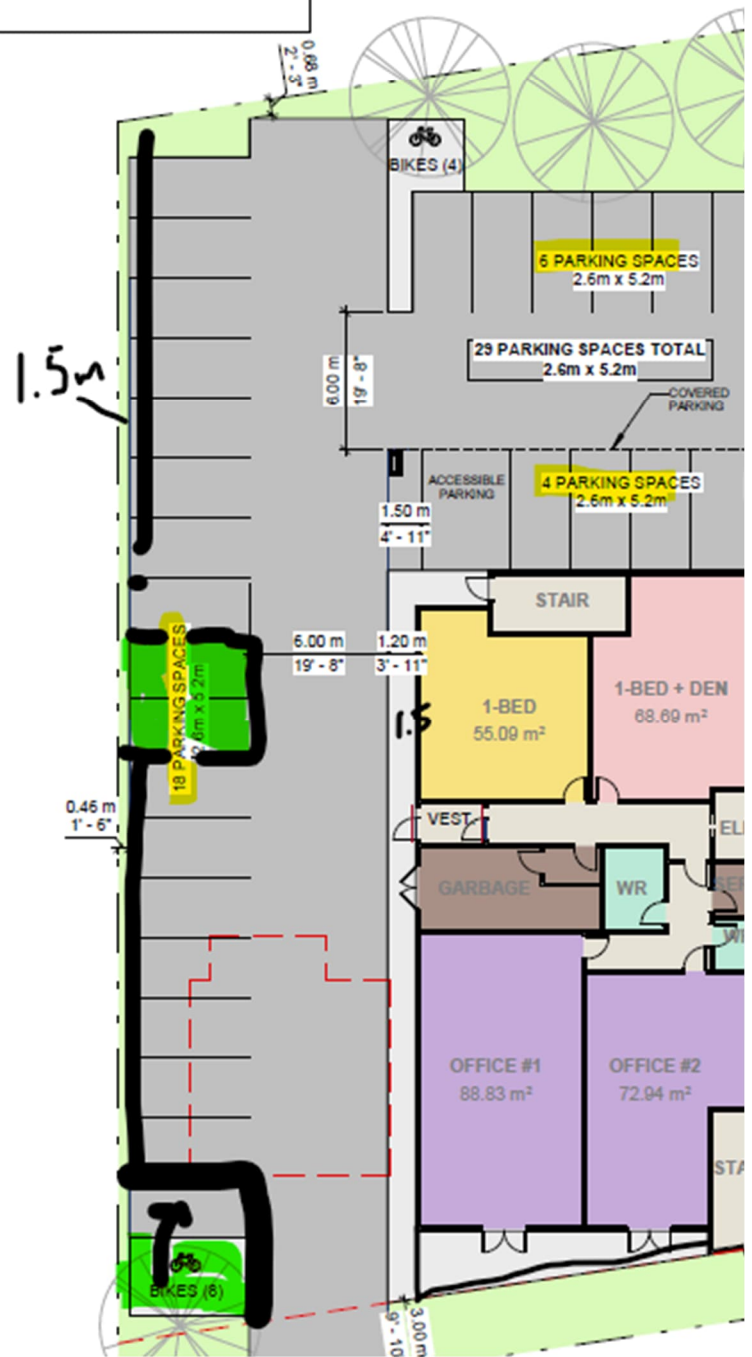 0.68 m
2' - 3"
BIKES (4)
6 PARKING SPACES
2.6m x 5.2m
1.5m
6.00 m
19' - 8"
29 PARKING SPACES TOTAL
2.6m x 5.2m
COVERED
PARKING
ACCESSIBLE
PARKING
4 PARKING SPACES
2.6m x 5.2m
1.50 m
4' - 11"
STAIR
18 PARKING SPACES
6m x 5.2m
6.00 m
19' - 8"
1.20 m
3' - 11"
1-BED
55.09 m²
1.5
1-BED + DEN
68.69 m²
0.46 m
1' - 6"
VEST.
GARBAGE
WR
OFFICE #1
88.83 m²
OFFICE #2
72.94 m²
BIKES (6)
3.00 m
9' - 10